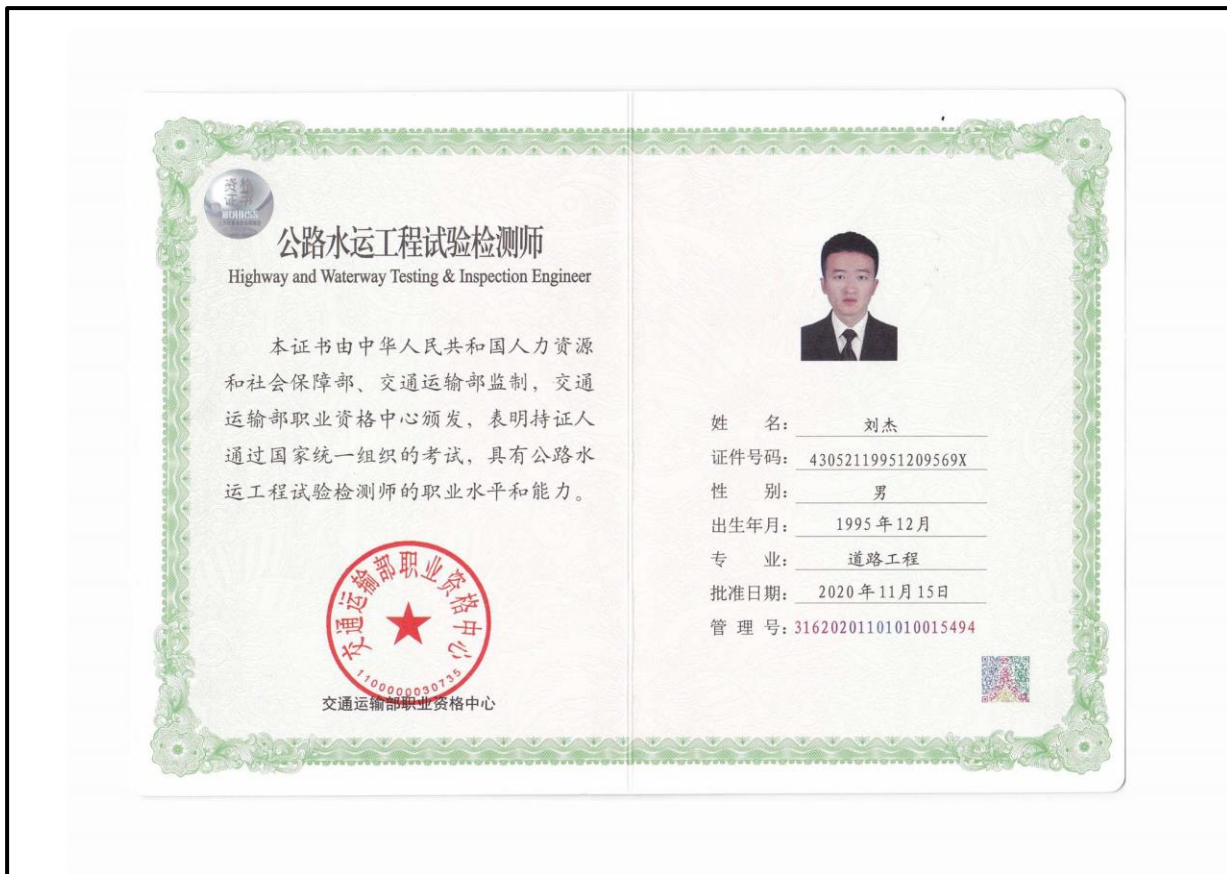 资格
证书
公路水运工程试验检测师
Highway and Waterway Testing & Inspection Engineer
本证书由中华人民共和国人力资源
和社会保障部、交通运输部监制，交通
运输部职业资格中心颁发，表明持证人
通过国家统一组织的考试，具有公路水
运工程试验检测师的职业水平和能力。
交通运输部职业资格中心
1100000030735
交通运输部职业资格中心
姓 名： 刘杰
证件号码： 43052119951209569X
性 别： 男
出生年月： 1995年12月
专 业： 道路工程
批准日期： 2020年11月15日
管 理 号： 31620201101010015494